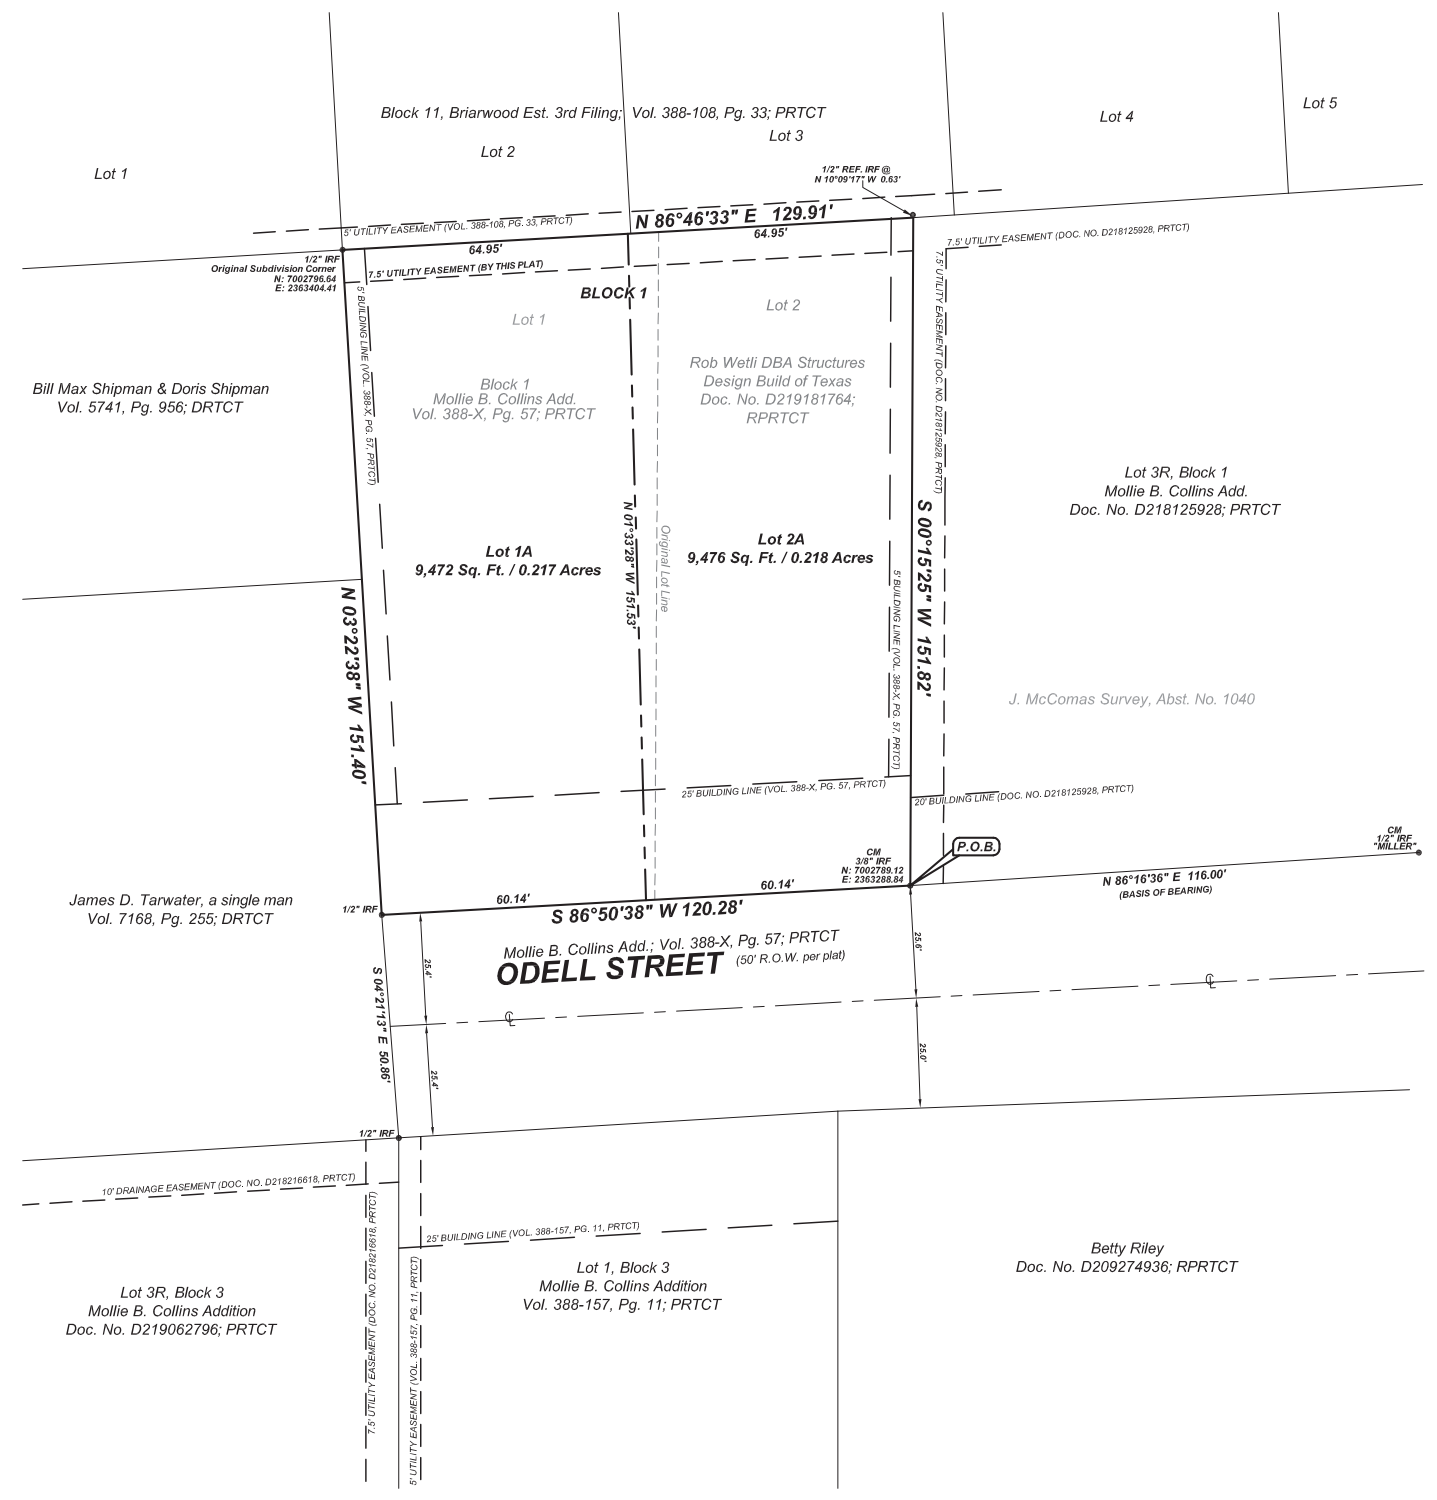 Block 11, Briarwood Est. 3rd Filing; Vol. 388-108, Pg. 33; PRTCT
Lot 1
Lot 2
Lot 3
Lot 4
Lot 5
1/2" REF. IRF @
N 10°09'17" W 0.63'
5' UTILITY EASEMENT (VOL. 388-108, PG. 33, PRTCT)
N 86°46'33" E 129.91'
64.95'
64.95'
1/2" IRF
Original Subdivision Corner
N: 7002796.64
E: 2363404.41
7.5' UTILITY EASEMENT (BY THIS PLAT)
7.5' UTILITY EASEMENT (DOC. NO. D218125928, PRTCT)
7.5' UTILITY EASEMENT (DOC. NO. D218125928, PRTCT)
BLOCK 1
Lot 1
Lot 2
5' BUILDING LINE (VOL. 388-X, PG. 57, PRTCT)
Block 1
Mollie B. Collins Add.
Vol. 388-X, Pg. 57; PRTCT
Rob Wetli DBA Structures
Design Build of Texas
Doc. No. D219181764;
RPRTCT
Bill Max Shipman & Doris Shipman
Vol. 5741, Pg. 956; DRTCT
Lot 3R, Block 1
Mollie B. Collins Add.
Doc. No. D218125928; PRTCT
Lot 1A
9,472 Sq. Ft. / 0.217 Acres
N 01°33'28" W 151.53'
Original Lot Line
Lot 2A
9,476 Sq. Ft. / 0.218 Acres
S 00°15'25" W 151.82'
5' BUILDING LINE (VOL. 388-X, PG. 57, PRTCT)
N 03°22'38" W 151.40'
J. McComas Survey, Abst. No. 1040
25' BUILDING LINE (VOL. 388-X, PG. 57, PRTCT)
20' BUILDING LINE (DOC. NO. D218125928, PRTCT)
CM
3/8" IRF
N: 7002789.12
E: 2363288.84
P.O.B.
CM
1/2" IRF
"MILLER"
N 86°16'36" E 116.00'
(BASIS OF BEARING)
James D. Tarwater, a single man
Vol. 7168, Pg. 255; DRTCT
1/2" IRF
60.14'
60.14'
S 86°50'38" W 120.28'
Mollie B. Collins Add.; Vol. 388-X, Pg. 57; PRTCT
ODELL STREET (50' R.O.W. per plat)
25.4'
25.6'
S 04°21'13" E 50.86'
℄
℄
25.4'
25.0'
1/2" IRF
10' DRAINAGE EASEMENT (DOC. NO. D218216618, PRTCT)
7.5' UTILITY EASEMENT (DOC. NO. D218216618, PRTCT)
25' BUILDING LINE (VOL. 388-157, PG. 11, PRTCT)
5' UTILITY EASEMENT (VOL. 388-157, PG. 11, PRTCT)
Lot 3R, Block 3
Mollie B. Collins Addition
Doc. No. D219062796; PRTCT
Lot 1, Block 3
Mollie B. Collins Addition
Vol. 388-157, Pg. 11; PRTCT
Betty Riley
Doc. No. D209274936; RPRTCT